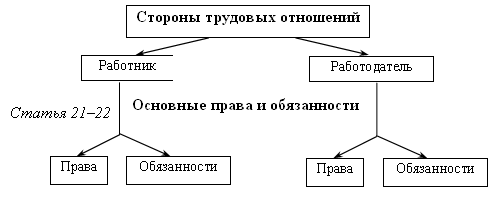 Стороны трудовых отношений
Работник
Работодатель
Статья 21–22
Основные права и обязанности
Права
Обязанности
Права
Обязанности